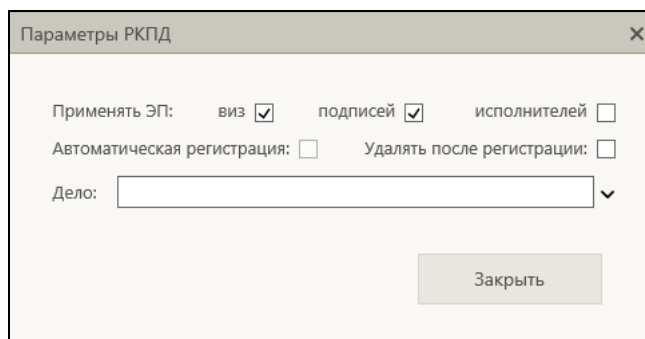 Параметры РКПД
Применять ЭП: виз подписей исполнителей
Автоматическая регистрация: Удалять после регистрации:
Дело:
Закрыть